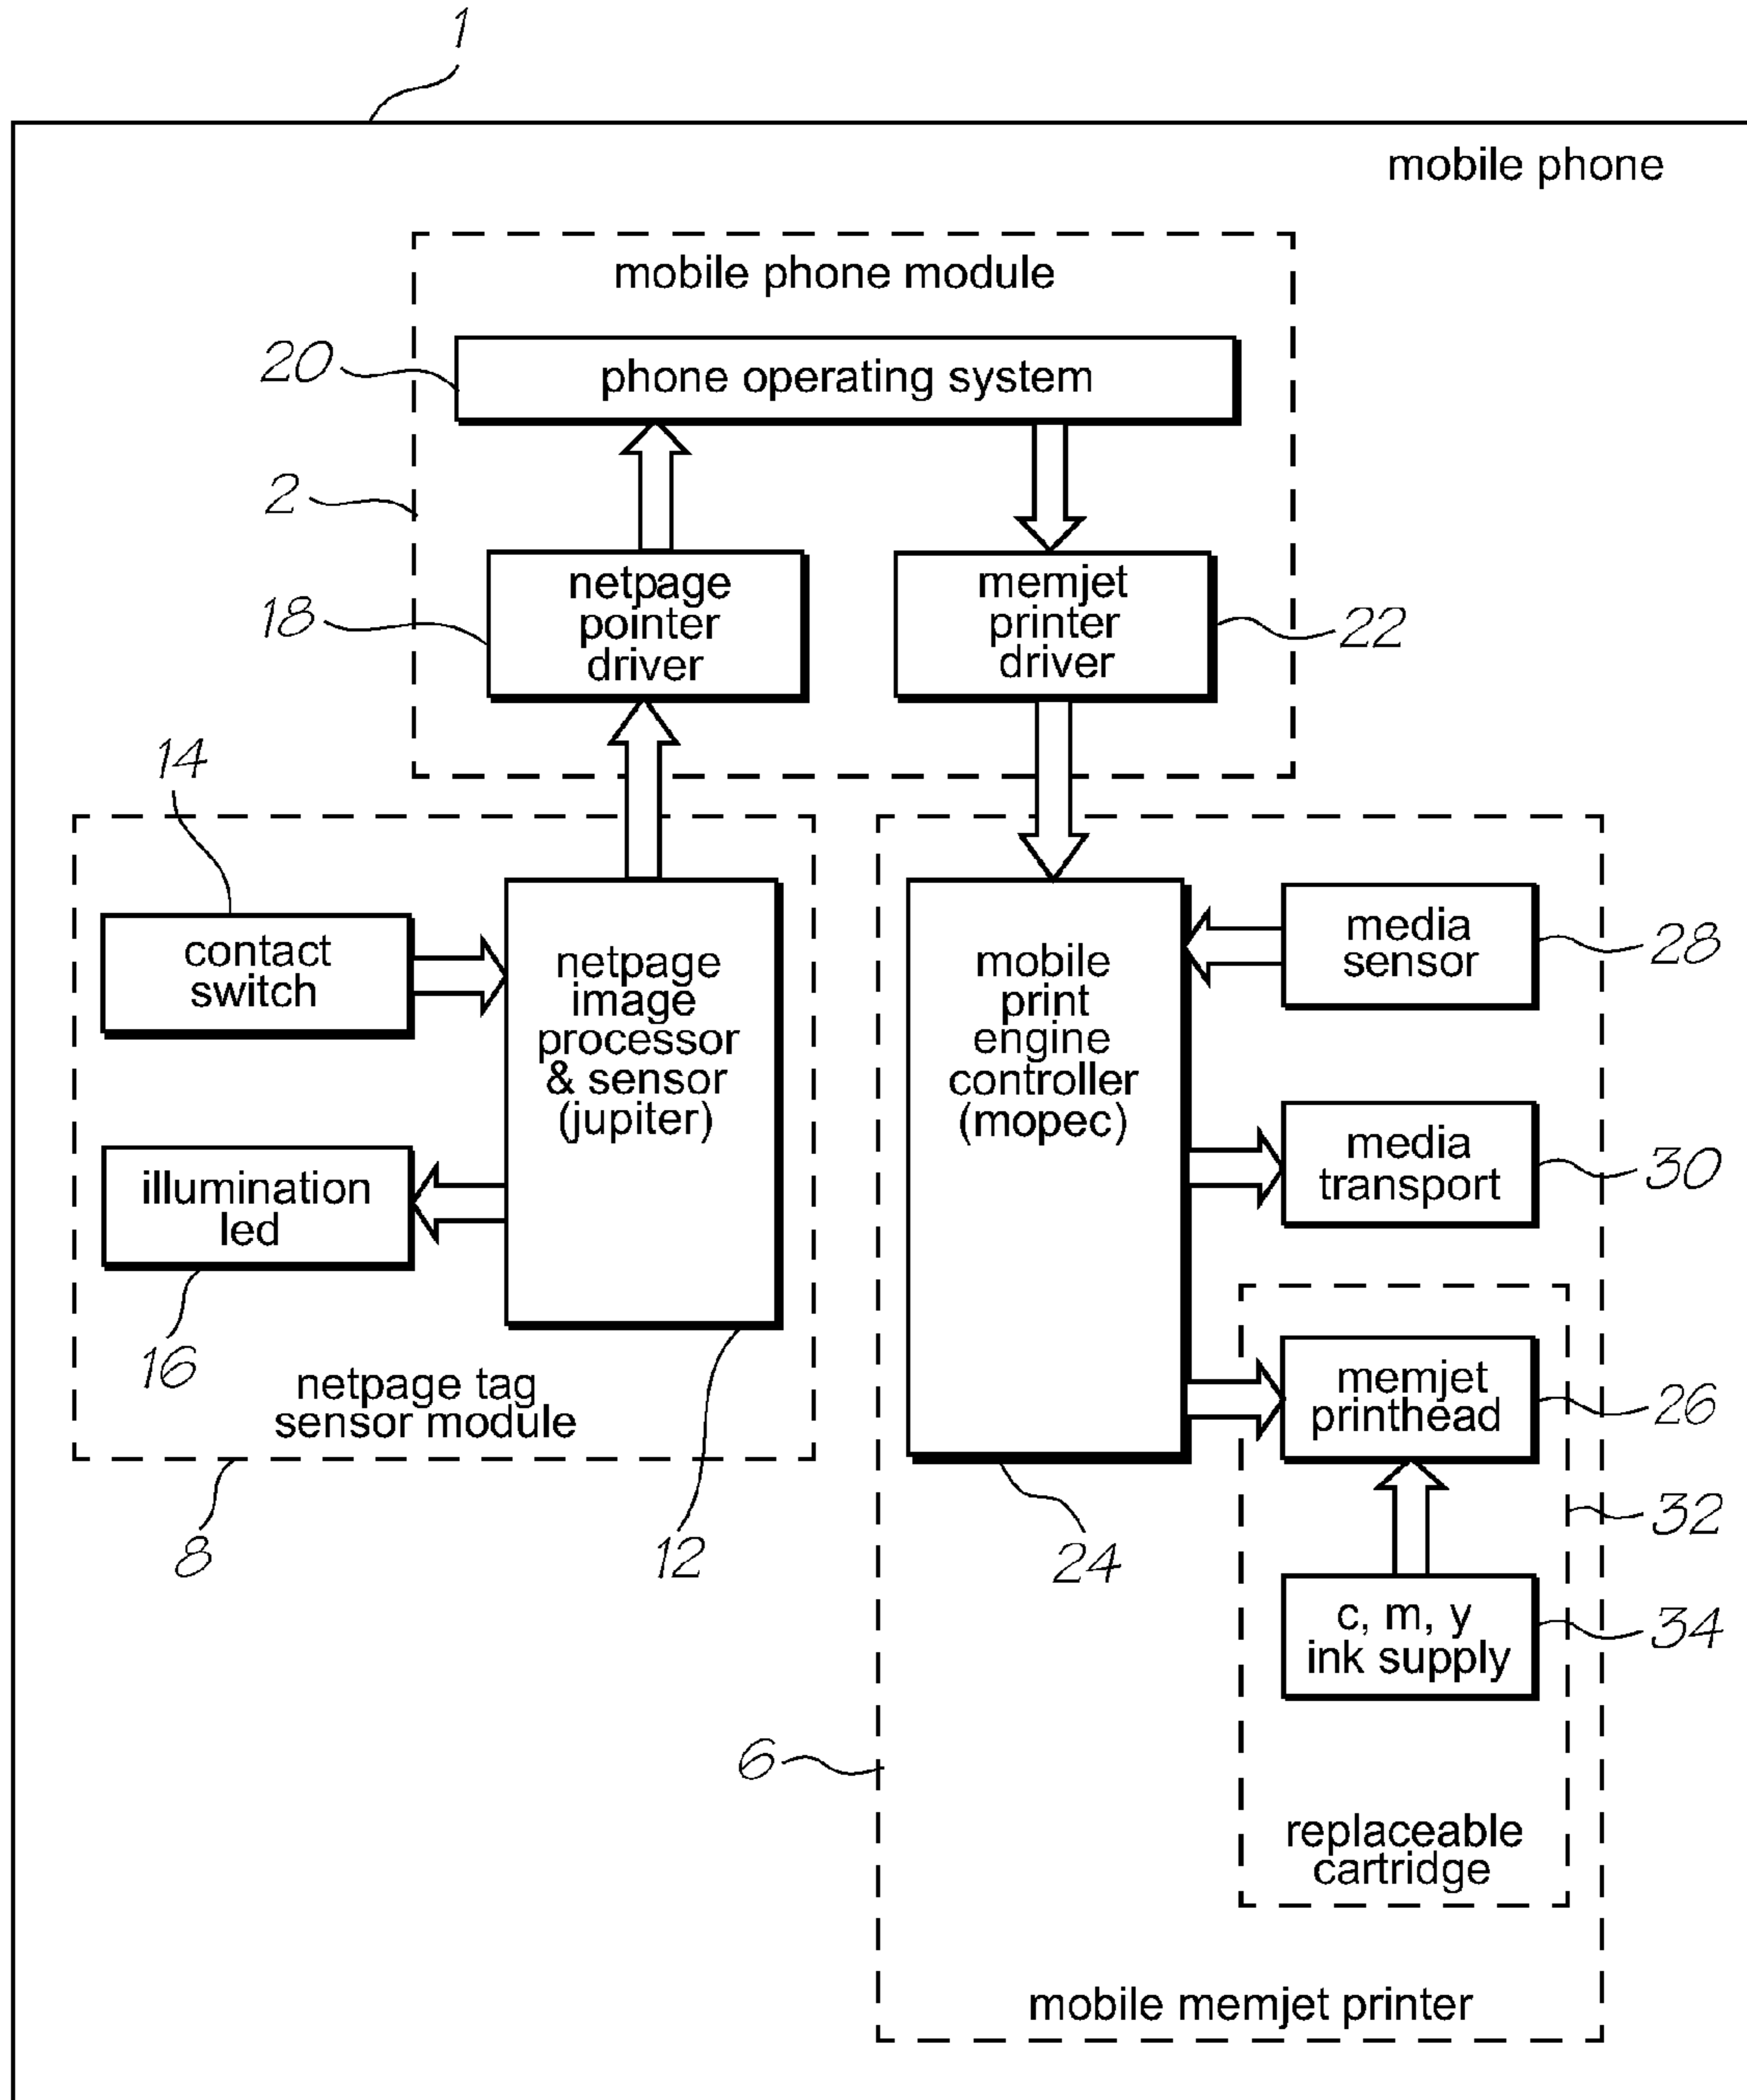 1
mobile phone
mobile phone module
20
phone operating system
2
netpage
pointer
driver
18
memjet
printer
driver
22
14
contact
switch
netpage
image
processor
& sensor
(jupiter)
illumination
led
16
netpage tag
sensor module
8
12
mobile
print
engine
controller
(mopec)
media
sensor
28
media
transport
30
memjet
printhead
26
24
32
c, m, y
ink supply
34
6
replaceable
cartridge
mobile memjet printer